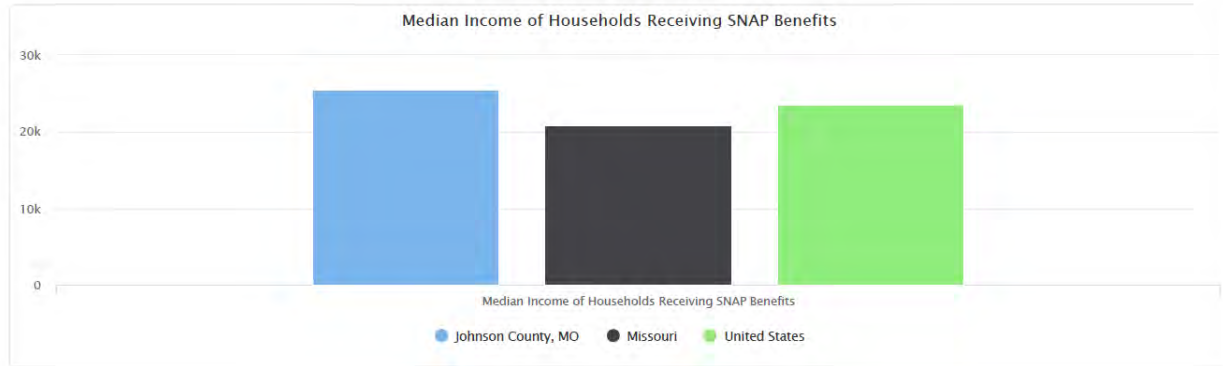 Median Income of Households Receiving SNAP Benefits
30k
20k
10k
0
Median Income of Households Receiving SNAP Benefits
Johnson County, MO Missouri United States